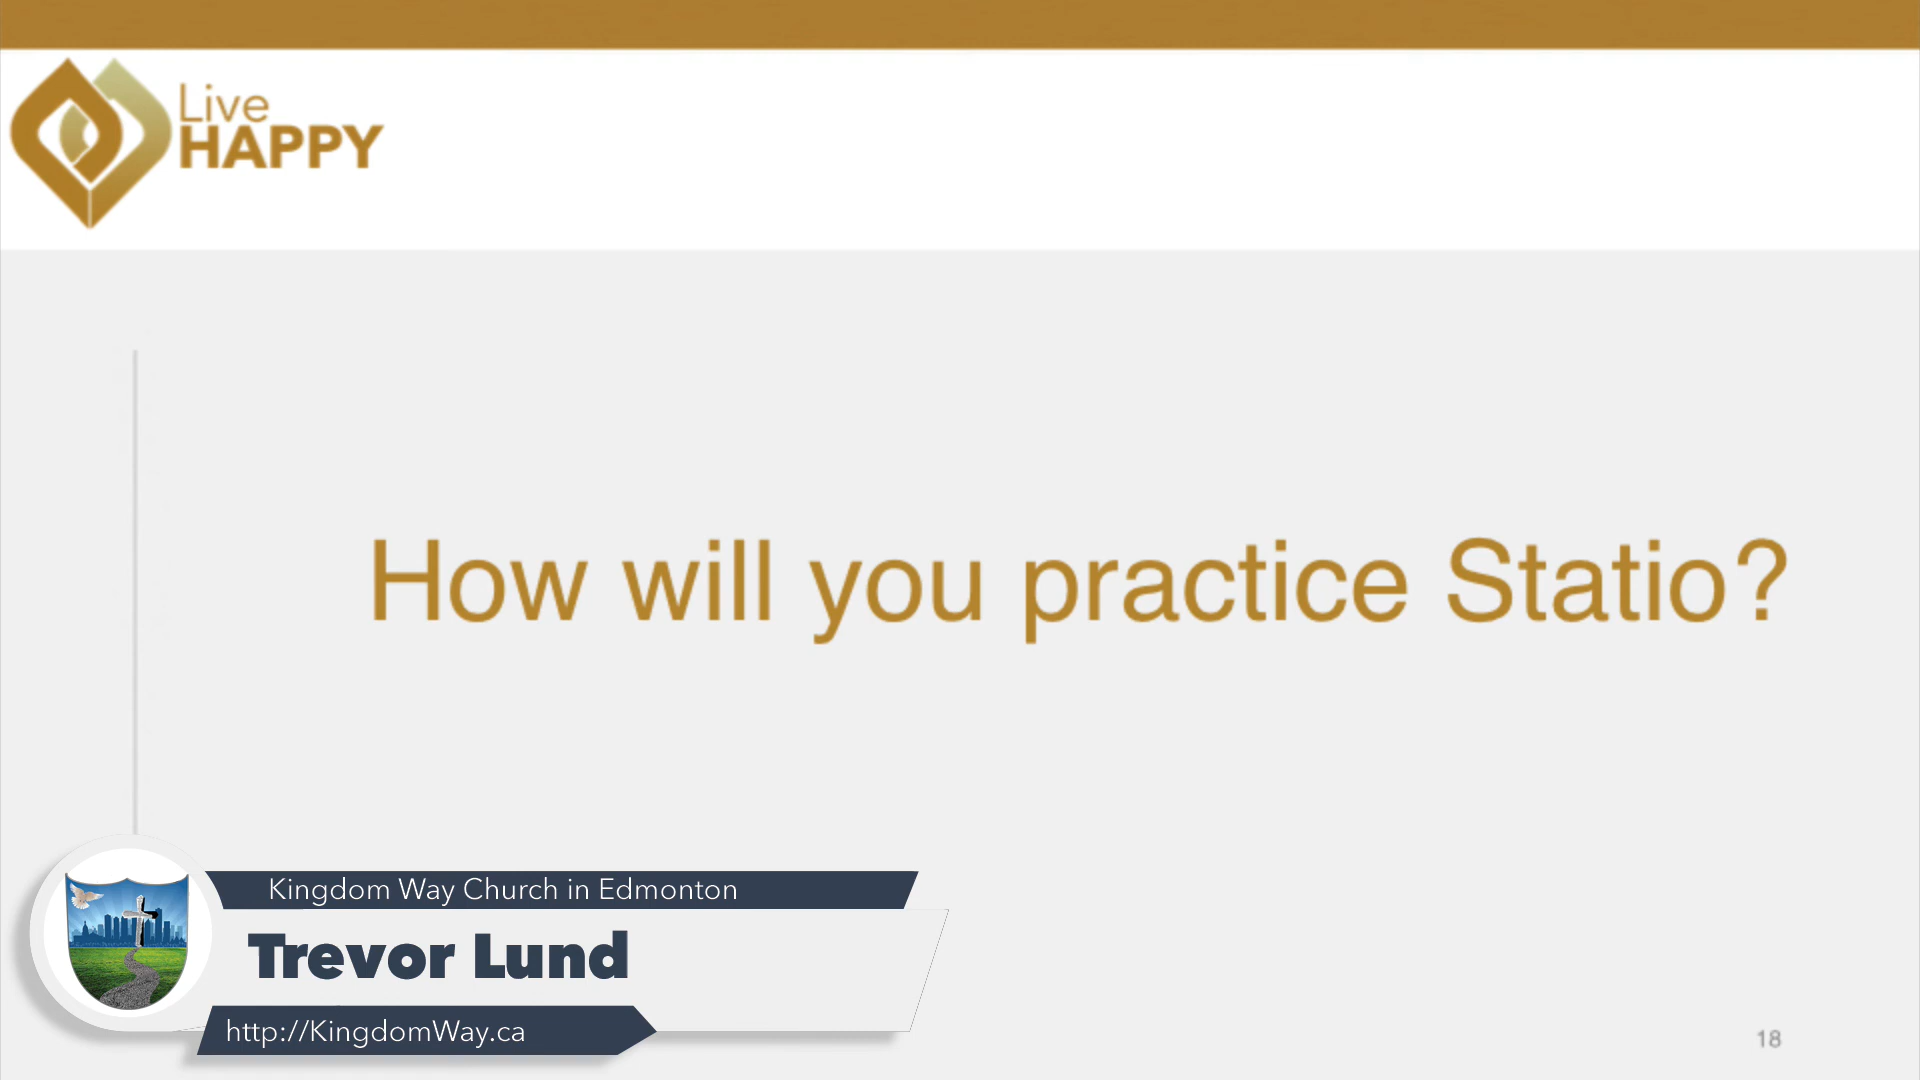 Live
HAPPY
How will you practice Statio?
Kingdom Way Church in Edmonton
Trevor Lund
http://KingdomWay.ca
18